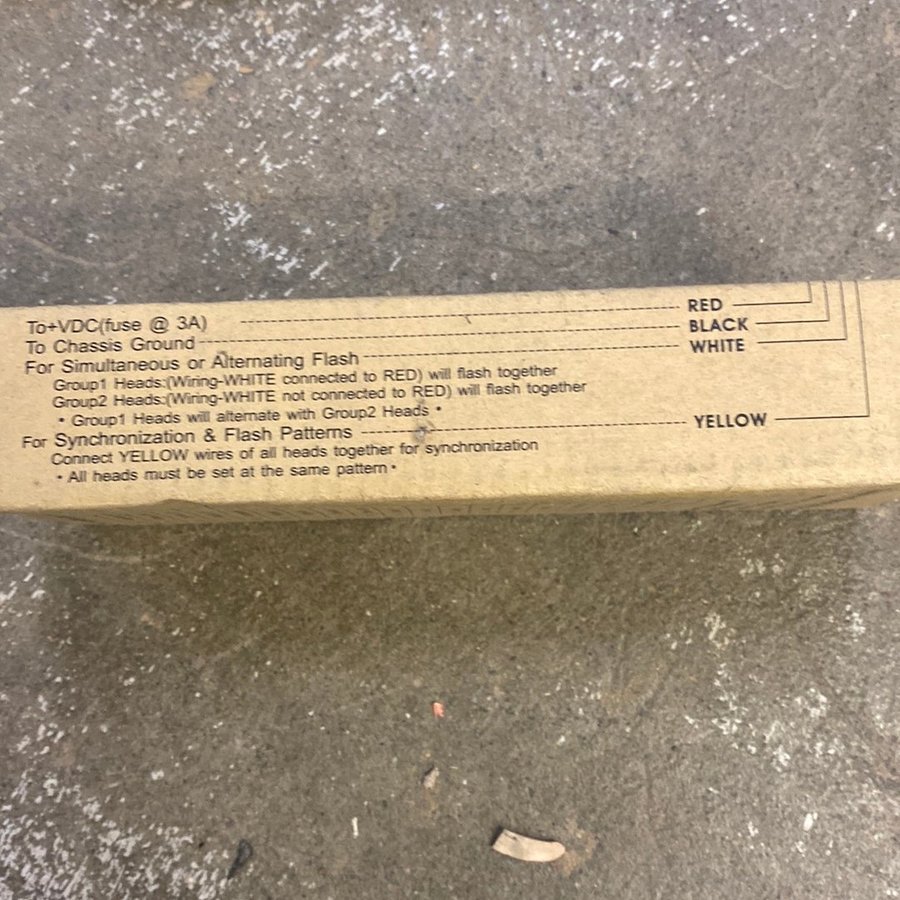 To+VDC(fuse @ 3A) RED
To Chassis Ground BLACK
For Simultaneous or Alternating Flash WHITE
Group1 Heads:(Wiring-WHITE connected to RED) will flash together
Group2 Heads:(Wiring-WHITE not connected to RED) will flash together
• Group1 Heads will alternate with Group2 Heads •
For Synchronization & Flash Patterns YELLOW
Connect YELLOW wires of all heads together for synchronization
• All heads must be set at the same pattern •